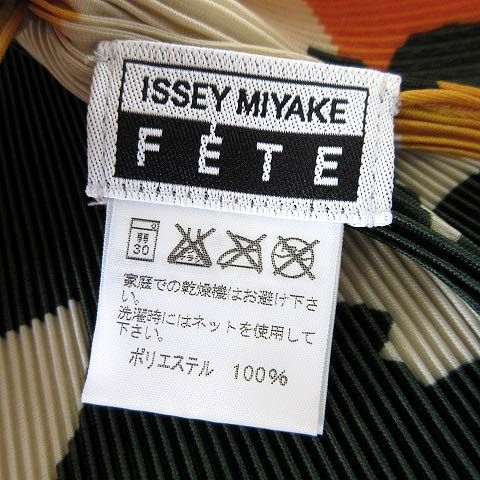 ISSEY MIYAKE
FÊTE
弱
30
家庭での乾燥機はお避け下さ
い。
洗濯時にはネットを使用して
下さい。
ポリエステル 100%